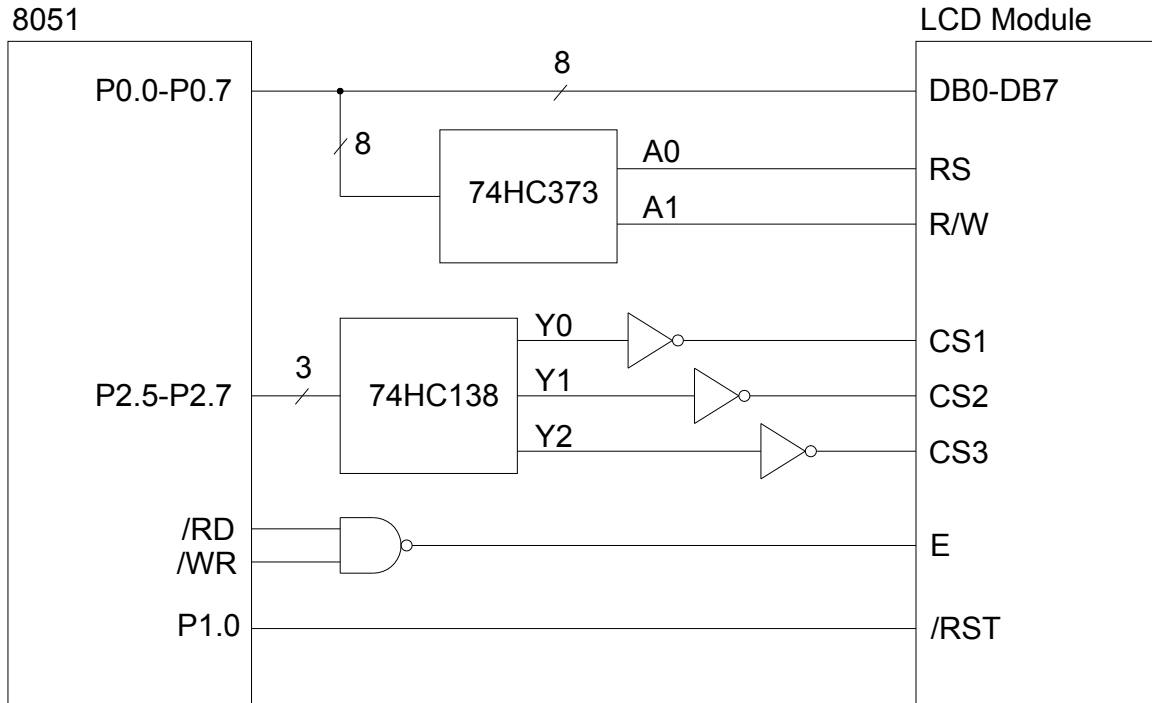 8051
LCD Module
P0.0-P0.7
8
DB0-DB7
8
74HC373
A0
RS
A1
R/W
P2.5-P2.7
3
74HC138
Y0
CS1
Y1
CS2
Y2
CS3
/RD
/WR
E
P1.0
/RST